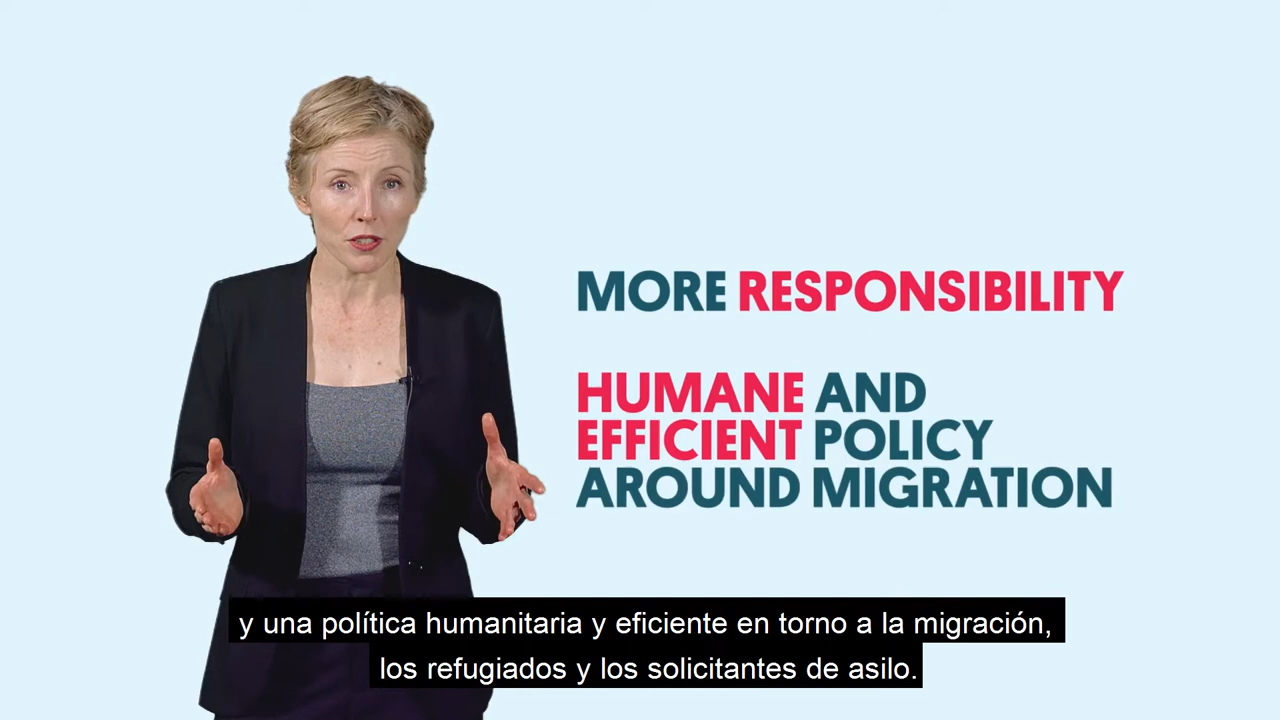 MORE RESPONSIBILITY
HUMANE AND
EFFICIENT POLICY
AROUND MIGRATION
y una política humanitaria y eficiente en torno a la migración,
los refugiados y los solicitantes de asilo.